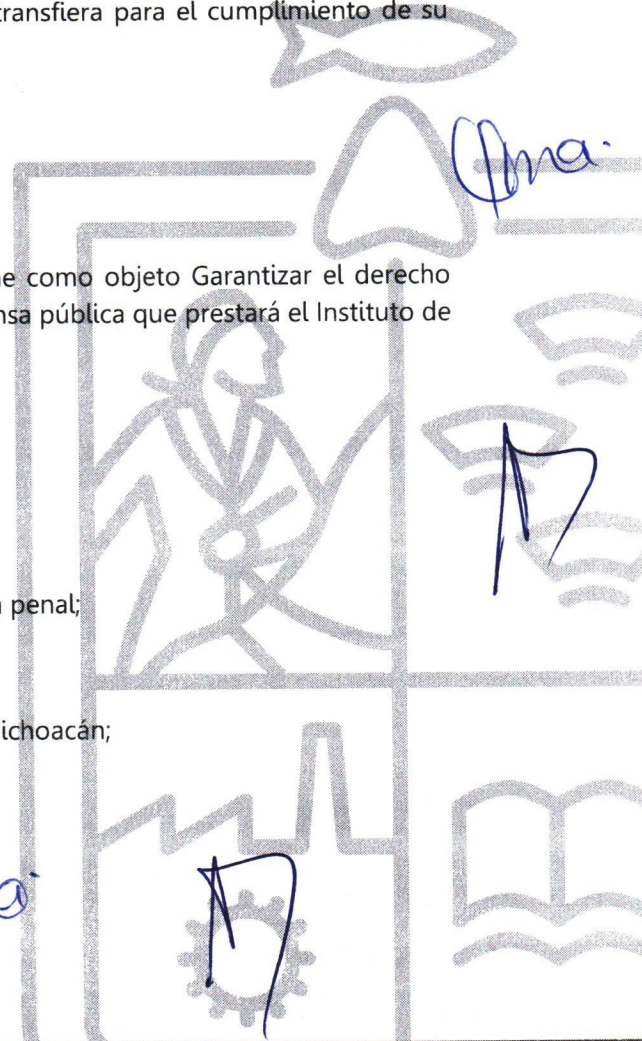 transfiera para el cumplimiento de su
ne como objeto Garantizar el derecho
nsa pública que prestará el Instituto de
penal;
ichoacán;